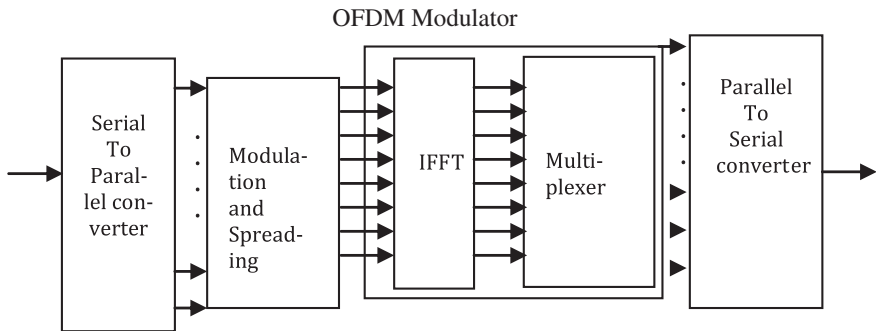 OFDM Modulator
Serial
To
Paral-
lel con-
verter
Modula-
tion
and
Spread-
ing
IFFT
Multi-
plexer
Parallel
To
Serial
converter